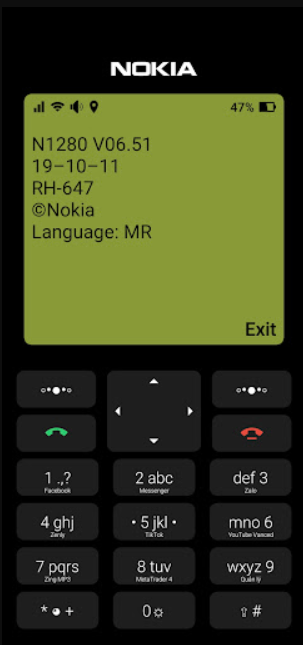 NOKIA
47%
N1280 V06.51
19-10-11
RH-647
©Nokia
Language: MR
Exit
1 .,? 2 abc def 3
Facebook Messenger Zalo
4 ghj • 5 jkl • mno 6
Zenly TikTok YouTube Vanced
7 pqrs 8 tuv wxyz 9
Zing MP3 MetaTrader 4 Quản lý
* + 0 ⇧ #